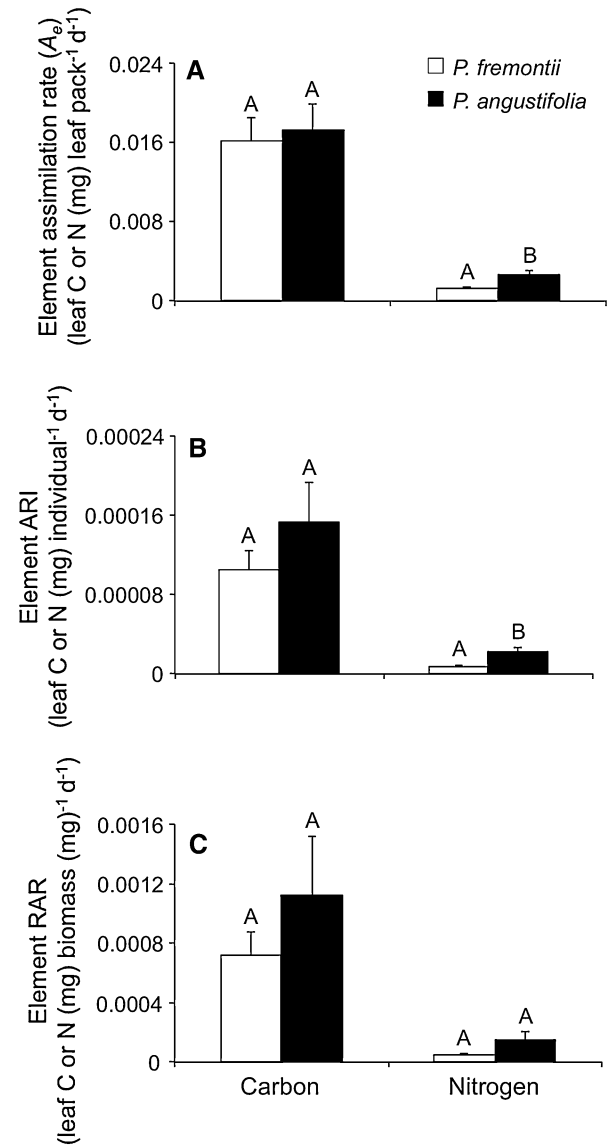 Element assimilation rate (Ae)
(leaf C or N (mg) leaf pack-1 d-1)
A
P. fremontii
P. angustifolia
0.024
0.016
0.008
0
A
A
A
B
Element ARI
(leaf C or N (mg) individual-1 d-1)
B
0.00024
0.00016
0.00008
0
A
A
A
B
Element RAR
(leaf C or N (mg) biomass (mg)-1 d-1)
C
0.0016
0.0012
0.0008
0.0004
0
A
A
A
A
Carbon
Nitrogen